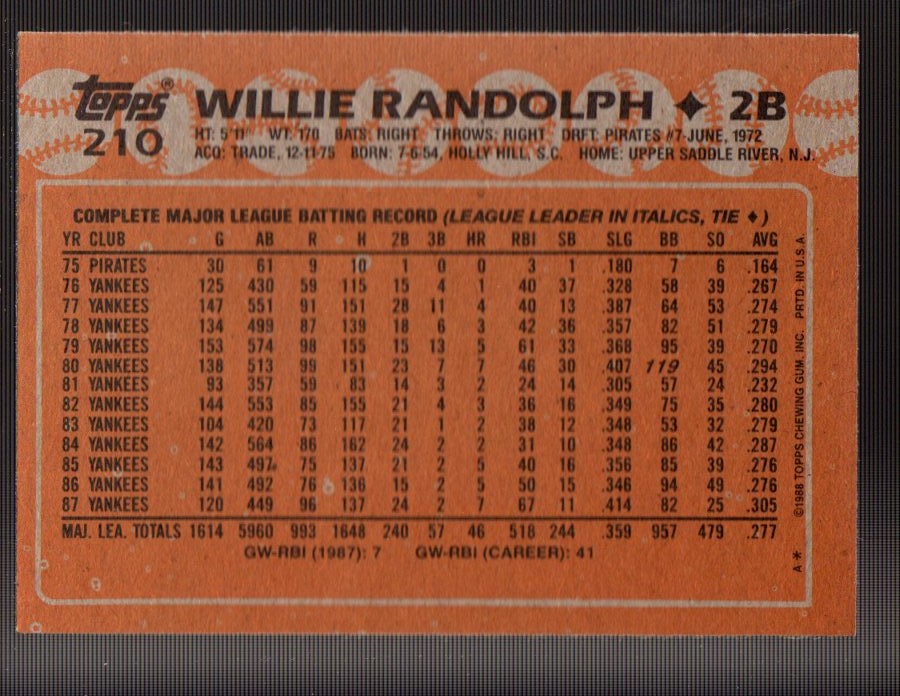 topps® WILLIE RANDOLPH ♦ 2B
210 HT: 5'11" WT: 170 BATS: RIGHT THROWS: RIGHT DRFT: PIRATES #7-JUNE, 1972
ACQ: TRADE, 12-11-75 BORN: 7-6-54, HOLLY HILL, S.C. HOME: UPPER SADDLE RIVER, N.J.
COMPLETE MAJOR LEAGUE BATTING RECORD (LEAGUE LEADER IN ITALICS, TIE ♦)
YR CLUB G AB R H 2B 3B HR RBI SB SLG BB SO AVG
75 PIRATES 30 61 9 10 1 0 0 3 1 .180 7 6 .164
76 YANKEES 125 430 59 115 15 4 1 40 37 .328 58 39 .267
77 YANKEES 147 551 91 151 28 11 4 40 13 .387 64 53 .274
78 YANKEES 134 499 87 139 18 6 3 42 36 .357 82 51 .279
79 YANKEES 153 574 98 155 15 13 5 61 33 .368 95 39 .270
80 YANKEES 138 513 99 151 23 7 7 46 30 .407 119 45 .294
81 YANKEES 93 357 59 83 14 3 2 24 14 .305 57 24 .232
82 YANKEES 144 553 85 155 21 4 3 36 16 .349 75 35 .280
83 YANKEES 104 420 73 117 21 1 2 38 12 .348 53 32 .279
84 YANKEES 142 564 86 162 24 2 2 31 10 .348 86 42 .287
85 YANKEES 143 497 75 137 21 2 5 40 16 .356 85 39 .276
86 YANKEES 141 492 76 136 15 2 5 50 15 .346 94 49 .276
87 YANKEES 120 449 96 137 24 2 7 67 11 .414 82 25 .305
MAJ. LEA. TOTALS 1614 5960 993 1648 240 57 46 518 244 .359 957 479 .277
GW-RBI (1987): 7 GW-RBI (CAREER): 41
A * ©1988 TOPPS CHEWING GUM, INC. PRTD. IN U.S.A.